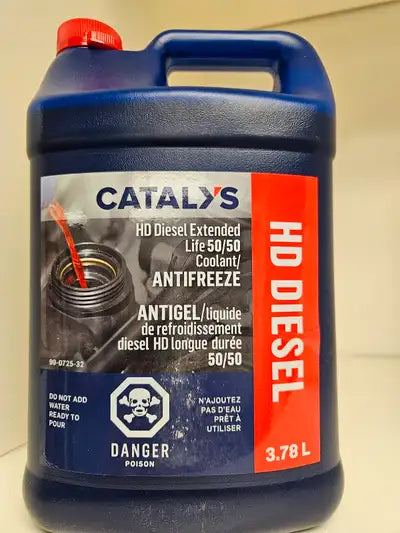 CATALYS
HD Diesel Extended
Life 50/50
Coolant/
ANTIFREEZE
ANTIGEL/liquide
de refroidissement
diesel HD longue durée
50/50
99-0725-32
DO NOT ADD
WATER
READY TO
POUR
DANGER
POISON
N'AJOUTEZ
PAS D'EAU
PRÊT À
UTILISER
HD DIESEL
3.78 L